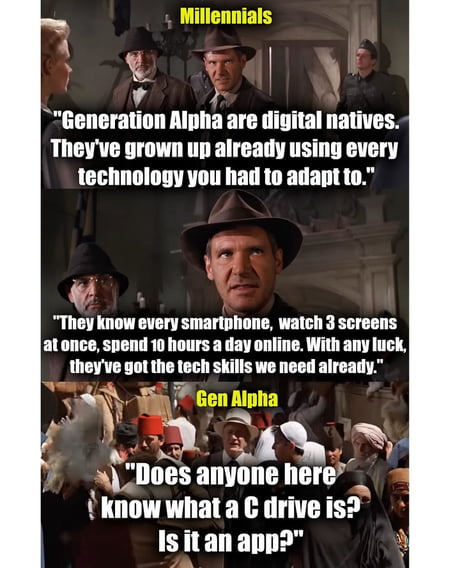 Millennials
"Generation Alpha are digital natives.
They've grown up already using every
technology you had to adapt to."
"They know every smartphone, watch 3 screens
at once, spend 10 hours a day online. With any luck,
they've got the tech skills we need already."
Gen Alpha
"Does anyone here
know what a C drive is?
Is it an app?"